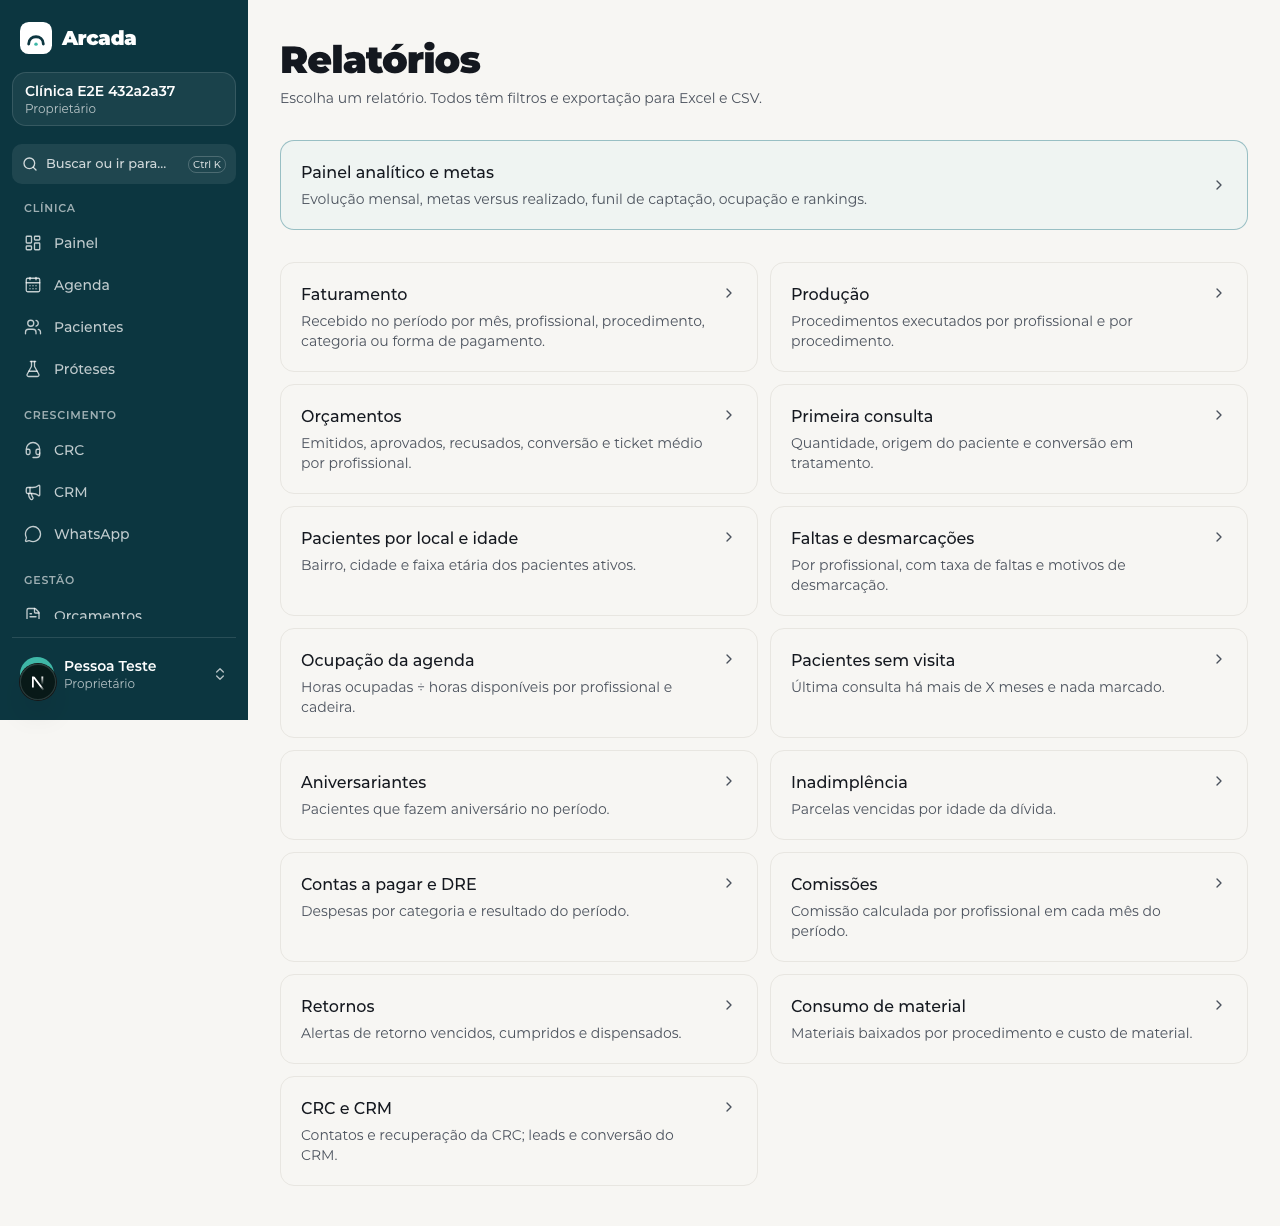 Arcada
Clínica E2E 432a2a37
Proprietário
Buscar ou ir para... Ctrl K
CLÍNICA
Painel
Agenda
Pacientes
Próteses
CRESCIMENTO
CRC
CRM
WhatsApp
GESTÃO
Orçamentos
Pessoa Teste
Proprietário
N
Relatórios
Escolha um relatório. Todos têm filtros e exportação para Excel e CSV.
Painel analítico e metas
Evolução mensal, metas versus realizado, funil de captação, ocupação e rankings.
Faturamento
Recebido no período por mês, profissional, procedimento,
categoria ou forma de pagamento.
Produção
Procedimentos executados por profissional e por
procedimento.
Orçamentos
Emitidos, aprovados, recusados, conversão e ticket médio
por profissional.
Primeira consulta
Quantidade, origem do paciente e conversão em
tratamento.
Pacientes por local e idade
Bairro, cidade e faixa etária dos pacientes ativos.
Faltas e desmarcações
Por profissional, com taxa de faltas e motivos de
desmarcação.
Ocupação da agenda
Horas ocupadas ÷ horas disponíveis por profissional e
cadeira.
Pacientes sem visita
Última consulta há mais de X meses e nada marcado.
Aniversariantes
Pacientes que fazem aniversário no período.
Inadimplência
Parcelas vencidas por idade da dívida.
Contas a pagar e DRE
Despesas por categoria e resultado do período.
Comissões
Comissão calculada por profissional em cada mês do
período.
Retornos
Alertas de retorno vencidos, cumpridos e dispensados.
Consumo de material
Materiais baixados por procedimento e custo de material.
CRC e CRM
Contatos e recuperação da CRC; leads e conversão do
CRM.